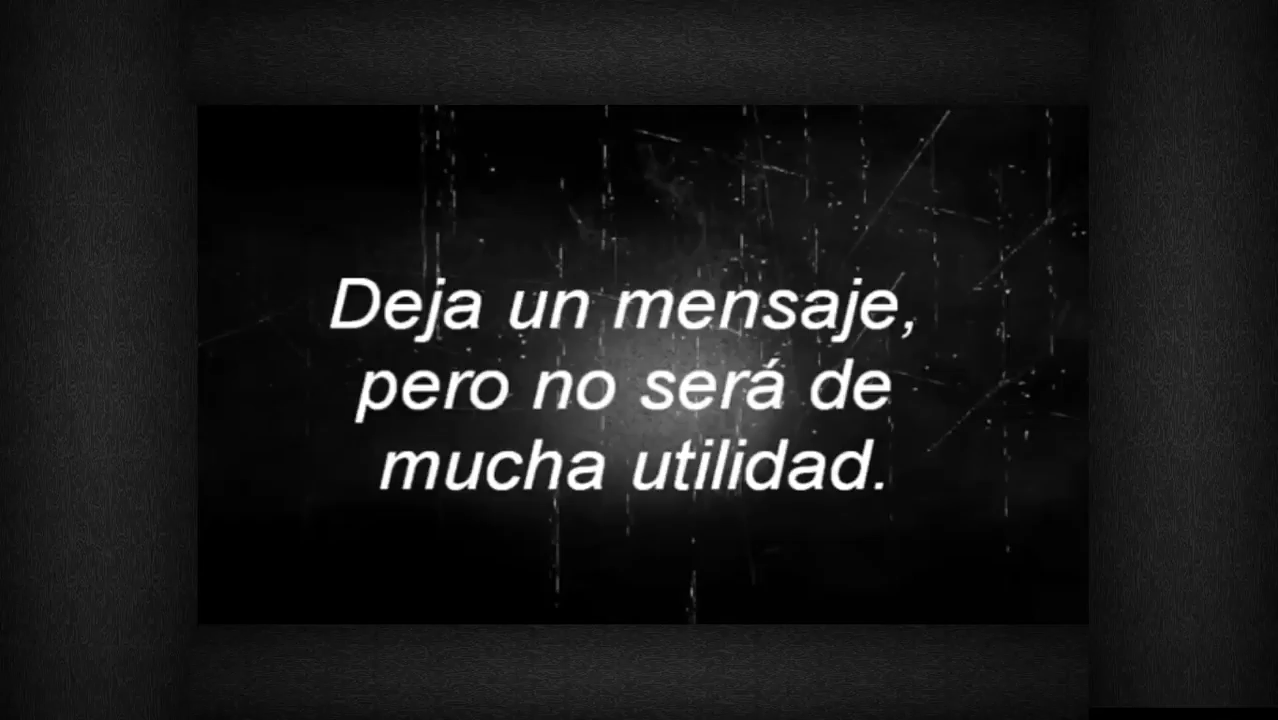 Deja un mensaje,
pero no será de
mucha utilidad.